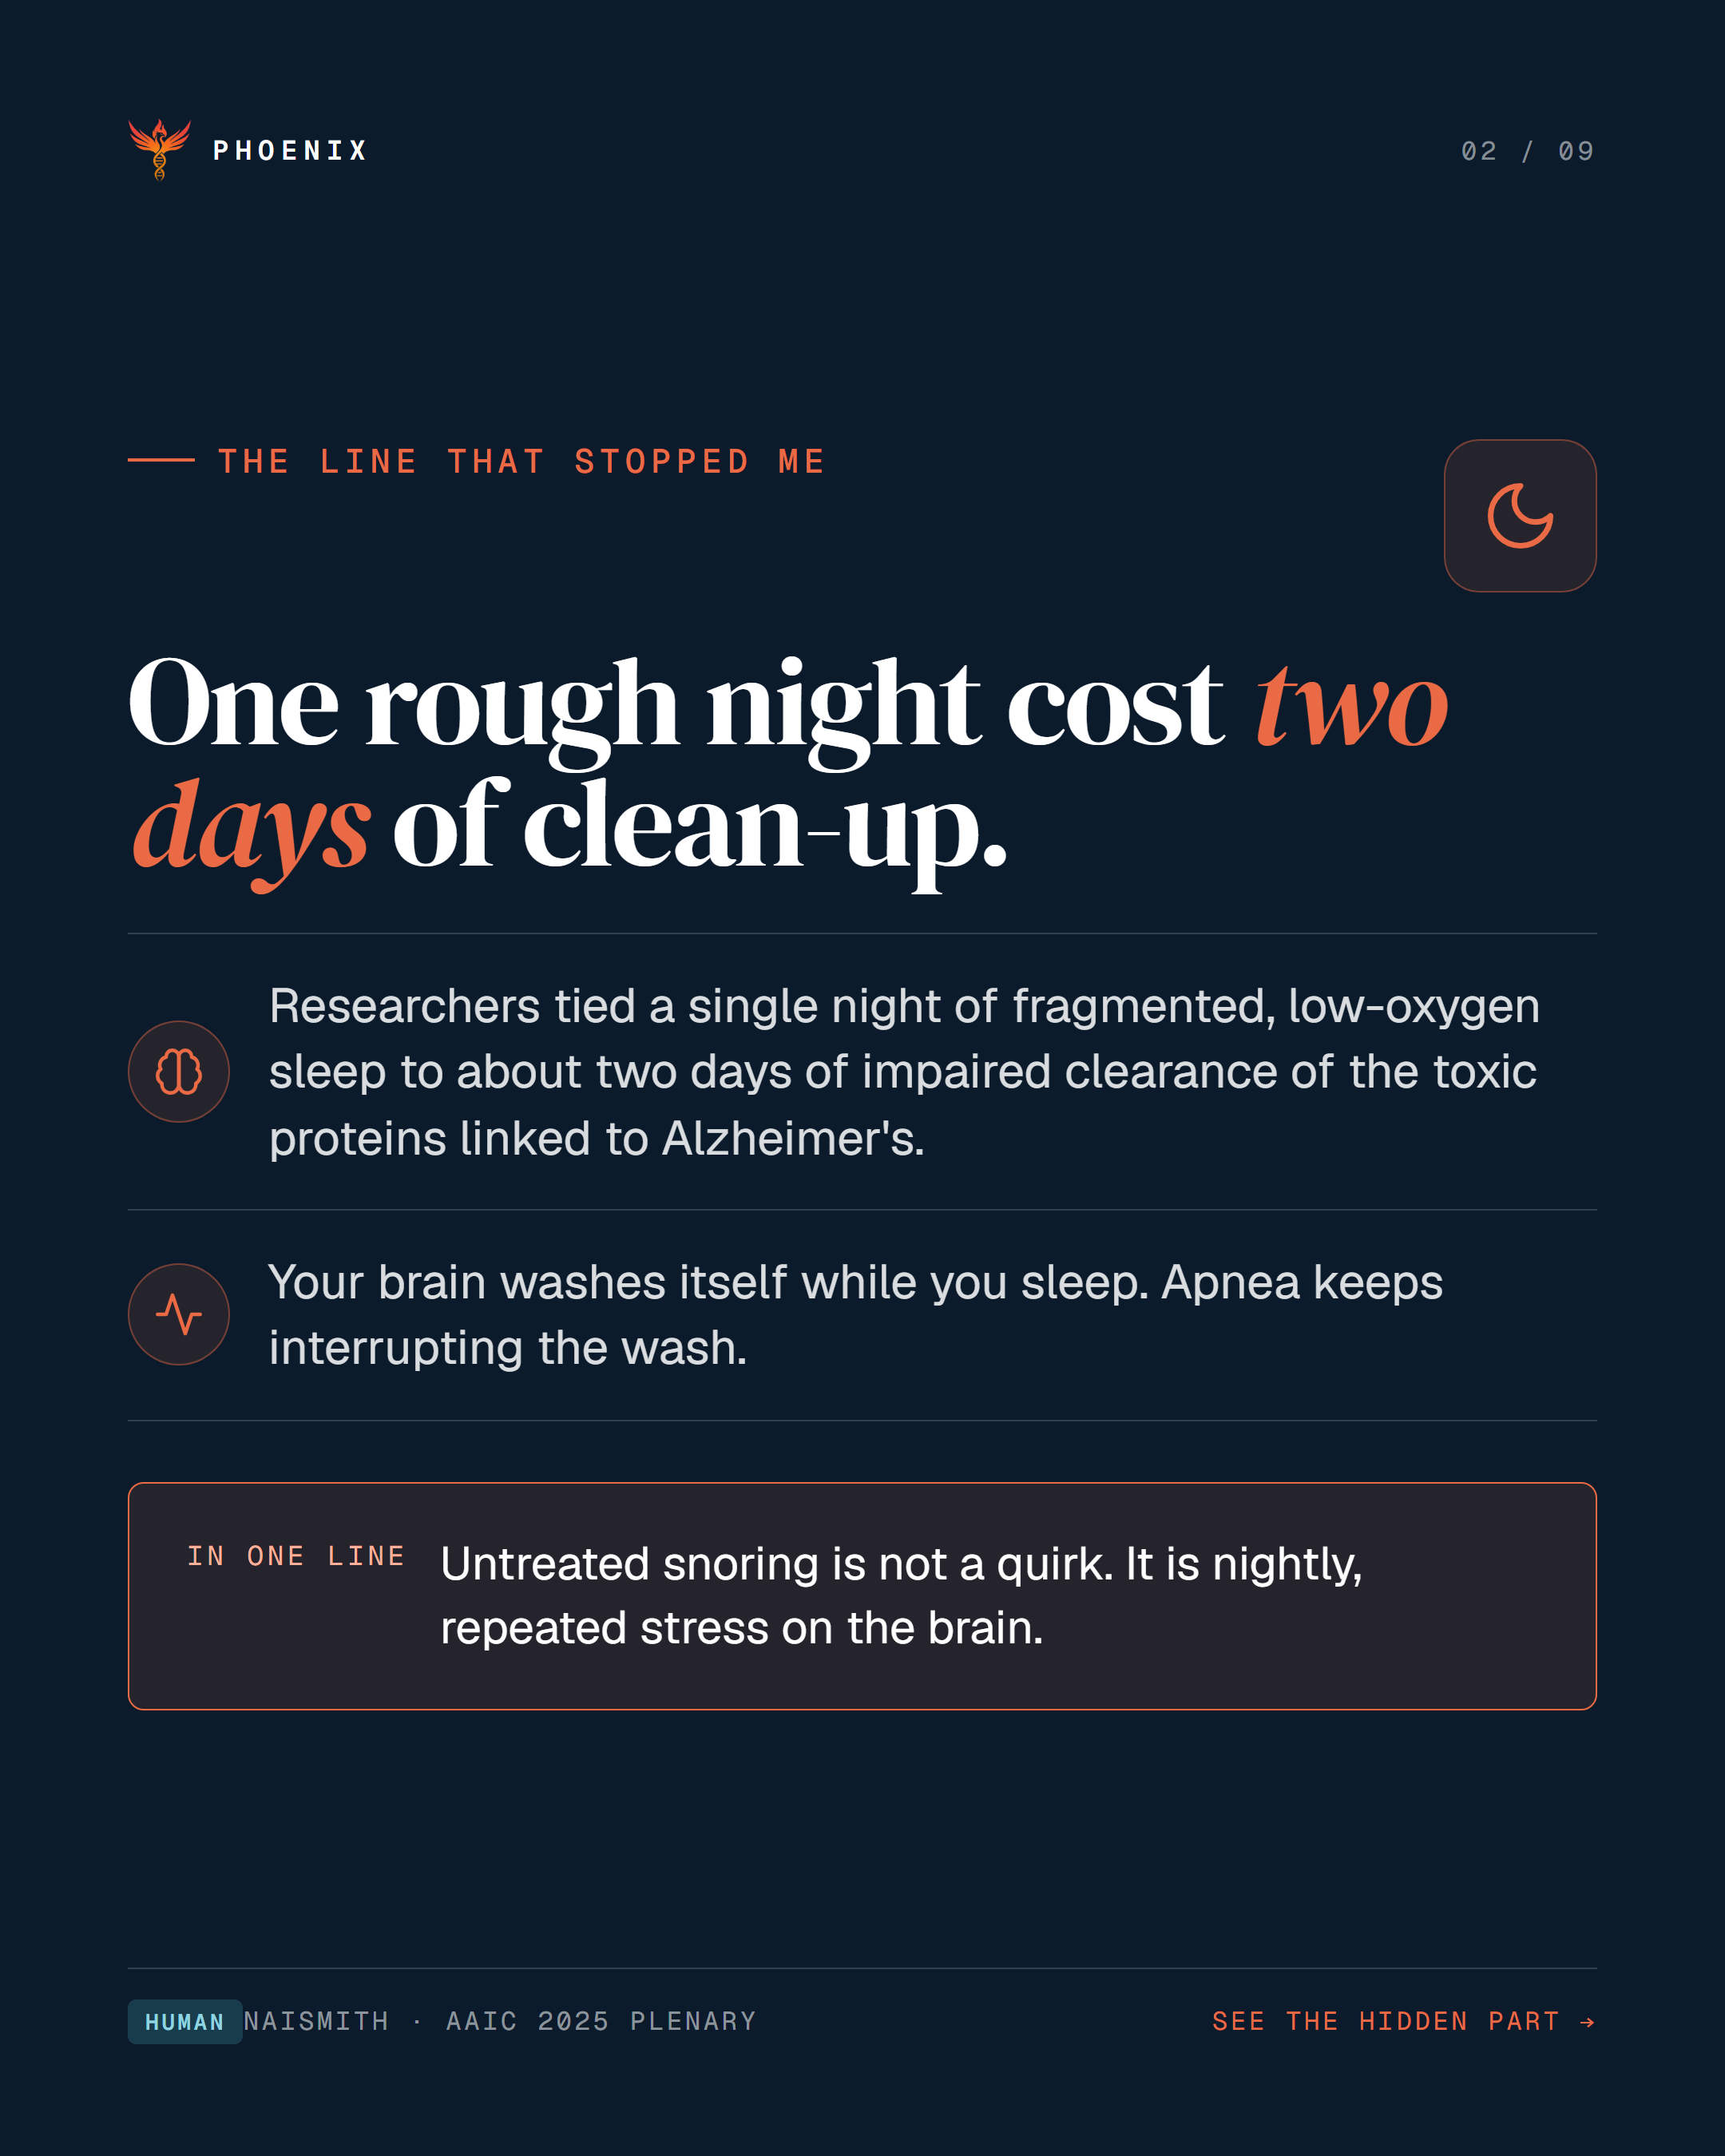 PHOENIX
02 / 09
THE LINE THAT STOPPED ME
One rough night cost two
days of clean-up.
Researchers tied a single night of fragmented, low-oxygen
sleep to about two days of impaired clearance of the toxic
proteins linked to Alzheimer's.
Your brain washes itself while you sleep. Apnea keeps
interrupting the wash.
IN ONE LINE
Untreated snoring is not a quirk. It is nightly,
repeated stress on the brain.
HUMAN NAISMITH · AAIC 2025 PLENARY
SEE THE HIDDEN PART →